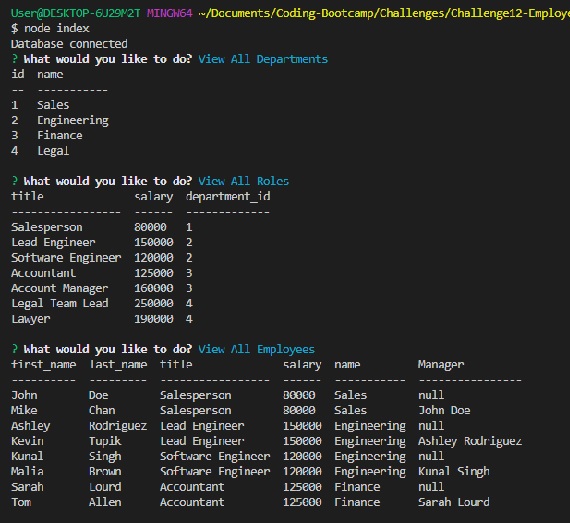 User@DESKTOP-6U29M2T MINGW64 ~/Documents/Coding-Bootcamp/Challenges/Challenge12-Employe
$ node index
Database connected
? What would you like to do? View All Departments
id  name
--  -----------
1   Sales
2   Engineering
3   Finance
4   Legal
? What would you like to do? View All Roles
title              salary  department_id
-----------------  ------  -------------
Salesperson        80000   1
Lead Engineer      150000  2
Software Engineer  120000  2
Accountant         125000  3
Account Manager    160000  3
Legal Team Lead    250000  4
Lawyer             190000  4
? What would you like to do? View All Employees
first_name  last_name  title              salary  name         Manager
----------  ---------  -----------------  ------  -----------  ----------------
John        Doe        Salesperson        80000   Sales        null
Mike        Chan       Salesperson        80000   Sales        John Doe
Ashley      Rodriguez  Lead Engineer      150000  Engineering  null
Kevin       Tupik      Lead Engineer      150000  Engineering  Ashley Rodriguez
Kunal       Singh      Software Engineer  120000  Engineering  null
Malia       Brown      Software Engineer  120000  Engineering  Kunal Singh
Sarah       Lourd      Accountant         125000  Finance      null
Tom         Allen      Accountant         125000  Finance      Sarah Lourd